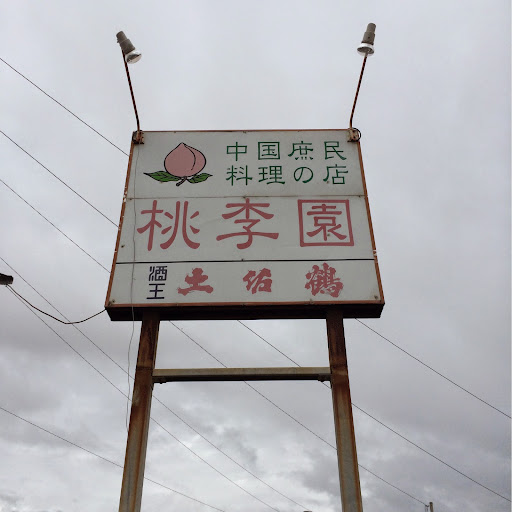 中国庶民
料理の店
桃李園
酒王 土佐鶴